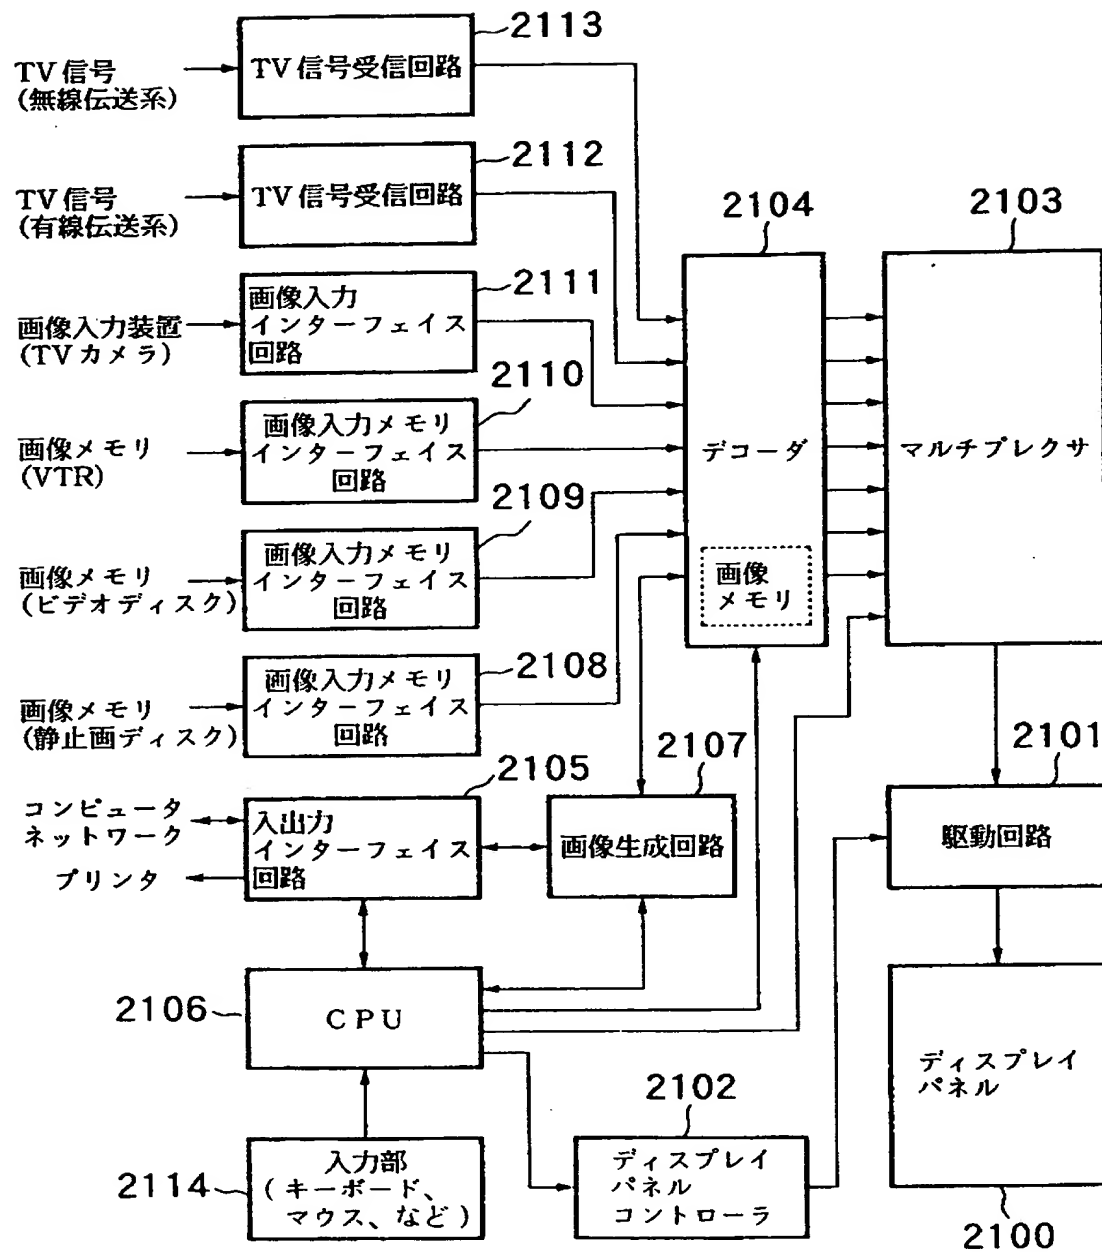 2113
TV信号
(無線伝送系)
TV信号受信回路
2112
TV信号
(有線伝送系)
TV信号受信回路
2104
2103
2111
画像入力装置
(TVカメラ)
画像入力
インターフェイス
回路
2110
画像メモリ
(VTR)
画像入力メモリ
インターフェイス
回路
デコーダ
マルチプレクサ
2109
画像メモリ
(ビデオディスク)
画像入力メモリ
インターフェイス
回路
画像
メモリ
2108
画像メモリ
(静止画ディスク)
画像入力メモリ
インターフェイス
回路
2107
2101
2105
コンピュータ
ネットワーク
プリンタ
入出力
インターフェイス
回路
画像生成回路
駆動回路
2106
CPU
ディスプレイ
パネル
2102
2114
入力部
(キーボード、
マウス、など)
ディスプレイ
パネル
コントローラ
2100